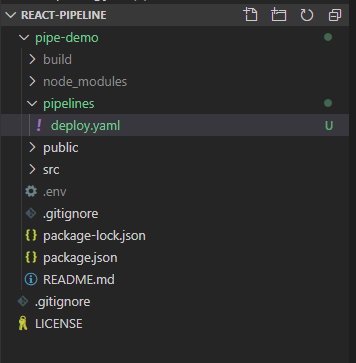 REACT-PIPELINE
pipe-demo
build
node_modules
pipelines
! deploy.yaml U
public
src
.env
.gitignore
{} package-lock.json
{} package.json
README.md
.gitignore
LICENSE